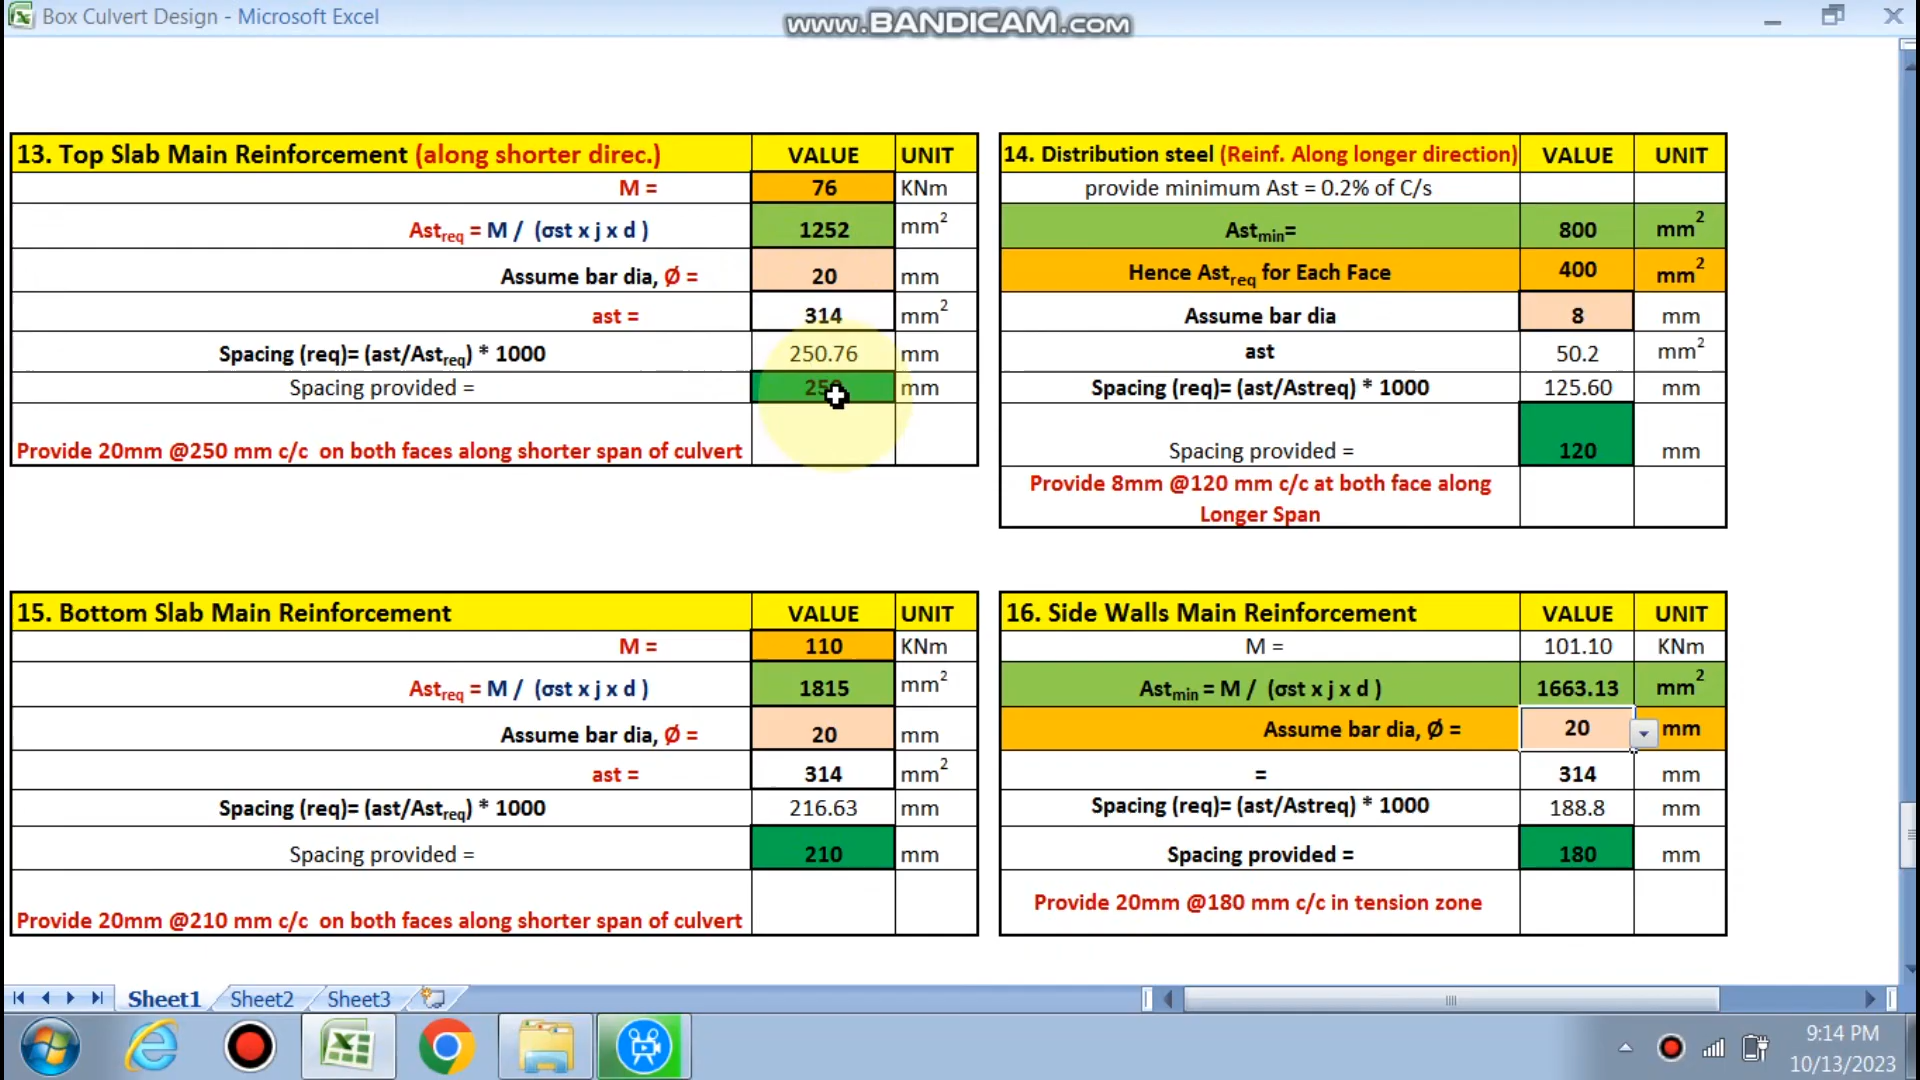 Box Culvert Design - Microsoft Excel
www.BANDICAM.com
13. Top Slab Main Reinforcement (along shorter direc.) VALUE UNIT
M = 76 KNm
Astreq = M / (σst x j x d ) 1252 mm2
Assume bar dia, Ø = 20 mm
ast = 314 mm2
Spacing (req)= (ast/Astreq) * 1000 250.76 mm
Spacing provided = mm
Provide 20mm @250 mm c/c on both faces along shorter span of culvert
14. Distribution steel (Reinf. Along longer direction) VALUE UNIT
provide minimum Ast = 0.2% of C/s
Astmin= 800 mm2
Hence Astreq for Each Face 400 mm2
Assume bar dia 8 mm
ast 50.2 mm2
Spacing (req)= (ast/Astreq) * 1000 125.60 mm
Spacing provided = 120 mm
Provide 8mm @120 mm c/c at both face along
Longer Span
15. Bottom Slab Main Reinforcement VALUE UNIT
M = 110 KNm
Astreq = M / (σst x j x d ) 1815 mm2
Assume bar dia, Ø = 20 mm
ast = 314 mm2
Spacing (req)= (ast/Astreq) * 1000 216.63 mm
Spacing provided = 210 mm
Provide 20mm @210 mm c/c on both faces along shorter span of culvert
16. Side Walls Main Reinforcement VALUE UNIT
M = 101.10 KNm
Astmin = M / (σst x j x d ) 1663.13 mm2
Assume bar dia, Ø = 20 mm
= 314 mm
Spacing (req)= (ast/Astreq) * 1000 188.8 mm
Spacing provided = 180 mm
Provide 20mm @180 mm c/c in tension zone
Sheet1 Sheet2 Sheet3
9:14 PM
10/13/2023